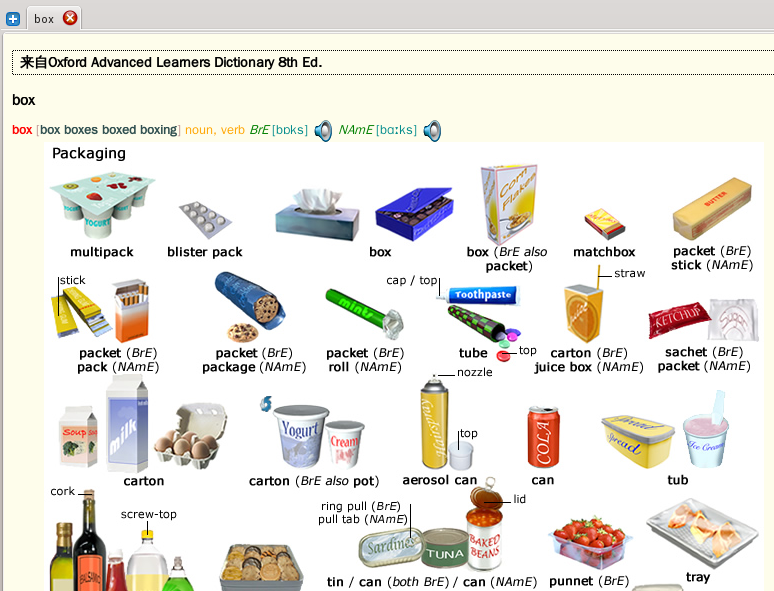 box
来自Oxford Advanced Learners Dictionary 8th Ed.
box
box [box boxes boxed boxing] noun, verb BrE [bɒks] NAmE [bɑːks]
Packaging
YOGURT
YOGURT
Corn Flakes
BUTTER
multipack
blister pack
box
box (BrE also packet)
matchbox
packet (BrE)
stick (NAmE)
stick
mints
cap / top
Toothpaste
top
straw
KETCHUP
packet (BrE)
pack (NAmE)
packet (BrE)
package (NAmE)
packet (BrE)
roll (NAmE)
tube
carton (BrE)
juice box (NAmE)
sachet (BrE)
packet (NAmE)
nozzle
Soup
milk
Yogurt
Cream
top
COLA
Spread
Spread
Ice Cream
carton
carton (BrE also pot)
aerosol can
can
tub
cork
screw-top
ring pull (BrE)
pull tab (NAmE)
lid
BALSAMIC
Sardines
TUNA
BAKED BEANS
tin / can (both BrE) / can (NAmE)
punnet (BrE)
tray